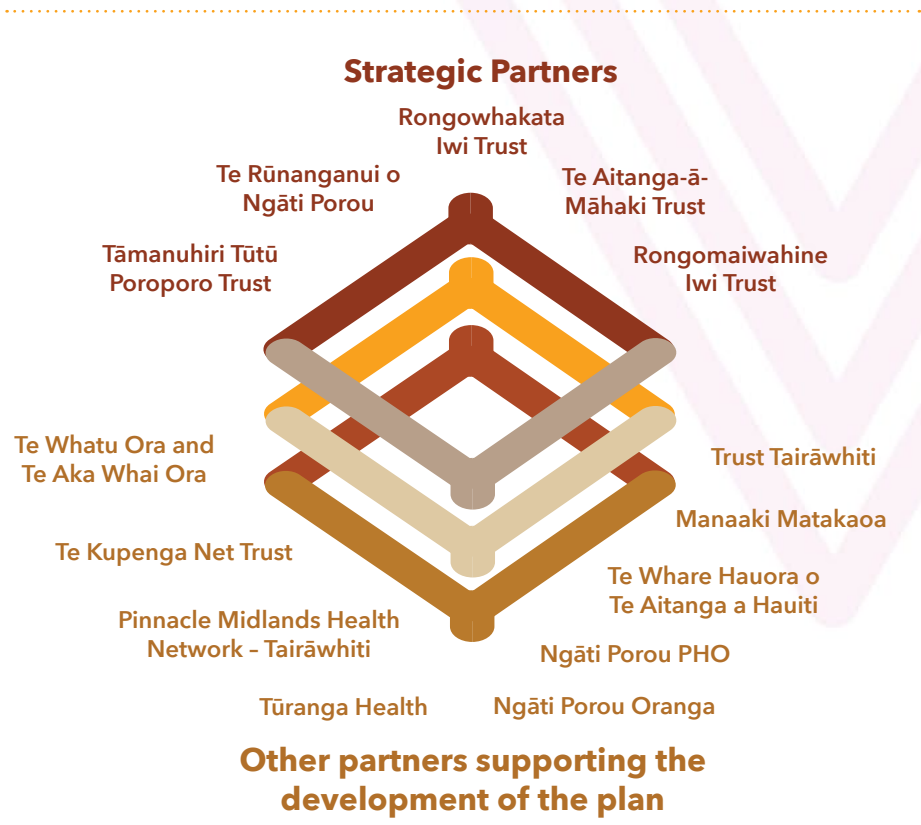 Strategic Partners
Rongowhakata
Iwi Trust
Te Rūnanganui o
Ngāti Porou
Te Aitanga-ā-
Māhaki Trust
Tāmanuhiri Tūtū
Poroporo Trust
Rongomaiwahine
Iwi Trust
Te Whatu Ora and
Te Aka Whai Ora
Trust Tairāwhiti
Manaaki Matakaoa
Te Kupenga Net Trust
Te Whare Hauora o
Te Aitanga a Hauiti
Pinnacle Midlands Health
Network – Tairāwhiti
Ngāti Porou PHO
Tūranga Health
Ngāti Porou Oranga
Other partners supporting the
development of the plan